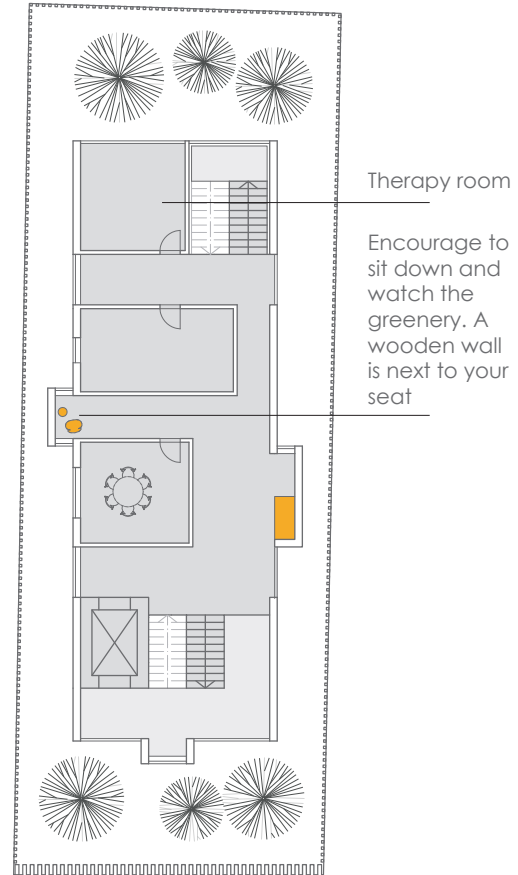 Therapy room
Encourage to
sit down and
watch the
greenery. A
wooden wall
is next to your
seat